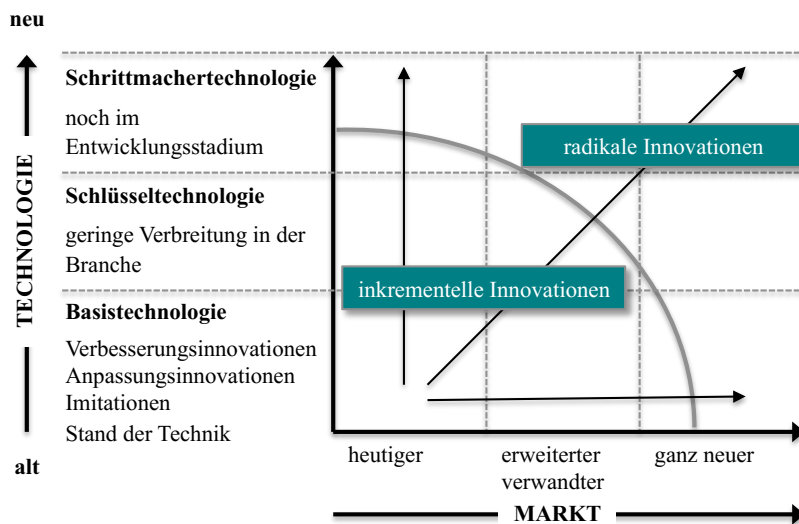 neu
TECHNOLOGIE
alt
Schrittmachertechnologie
noch im
Entwicklungsstadium
Schlüsseltechnologie
geringe Verbreitung in der
Branche
Basistechnologie
Verbesserungsinnovationen
Anpassungsinnovationen
Imitationen
Stand der Technik
radikale Innovationen
inkrementelle Innovationen
heutiger
erweiterter
verwandter
ganz neuer
MARKT